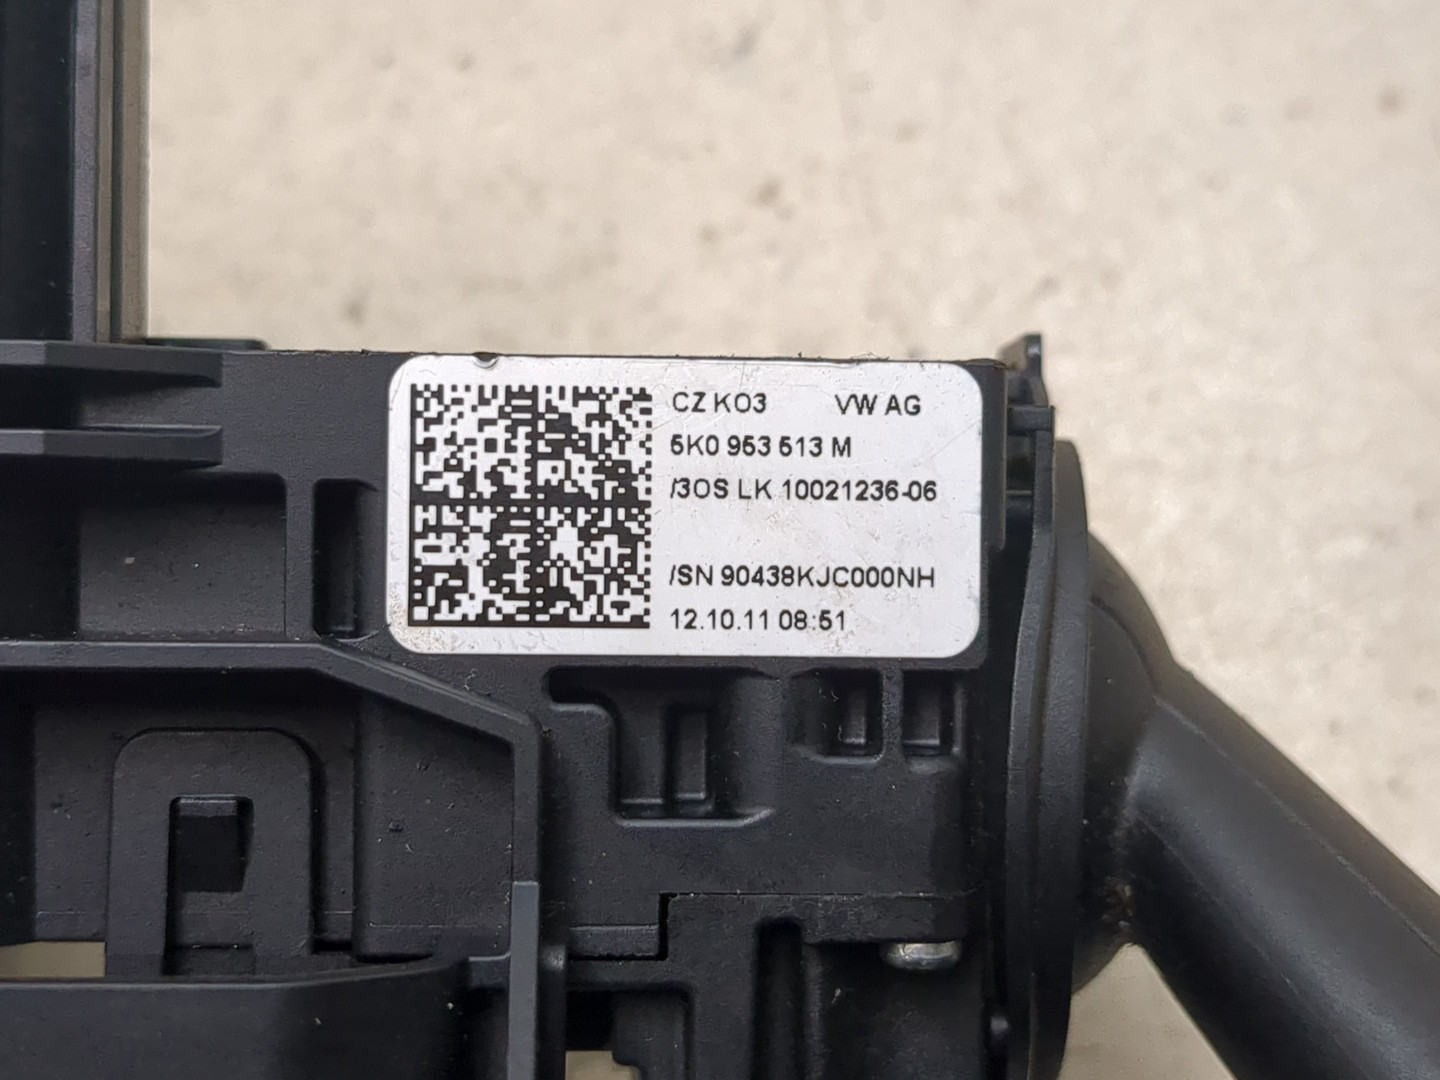 CZ KO3 VW AG
5K0 953 513 M
/3OS LK 10021236-06
/SN 90438KJC000NH
12.10.11 08:51